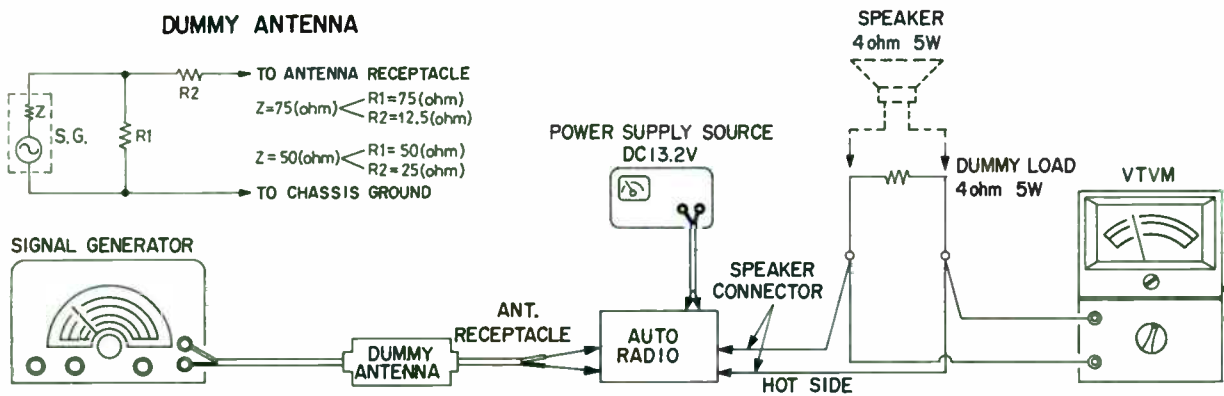 DUMMY ANTENNA
TO ANTENNA RECEPTACLE
R2
Z
S.G.
R1
Z=75(ohm)
R1=75(ohm)
R2=12.5(ohm)
Z=50(ohm)
R1=50(ohm)
R2=25(ohm)
TO CHASSIS GROUND
SPEAKER
4ohm 5W
POWER SUPPLY SOURCE
DC13.2V
DUMMY LOAD
4ohm 5W
VTVM
SIGNAL GENERATOR
SPEAKER
CONNECTOR
ANT.
RECEPTACLE
DUMMY
ANTENNA
AUTO
RADIO
HOT SIDE